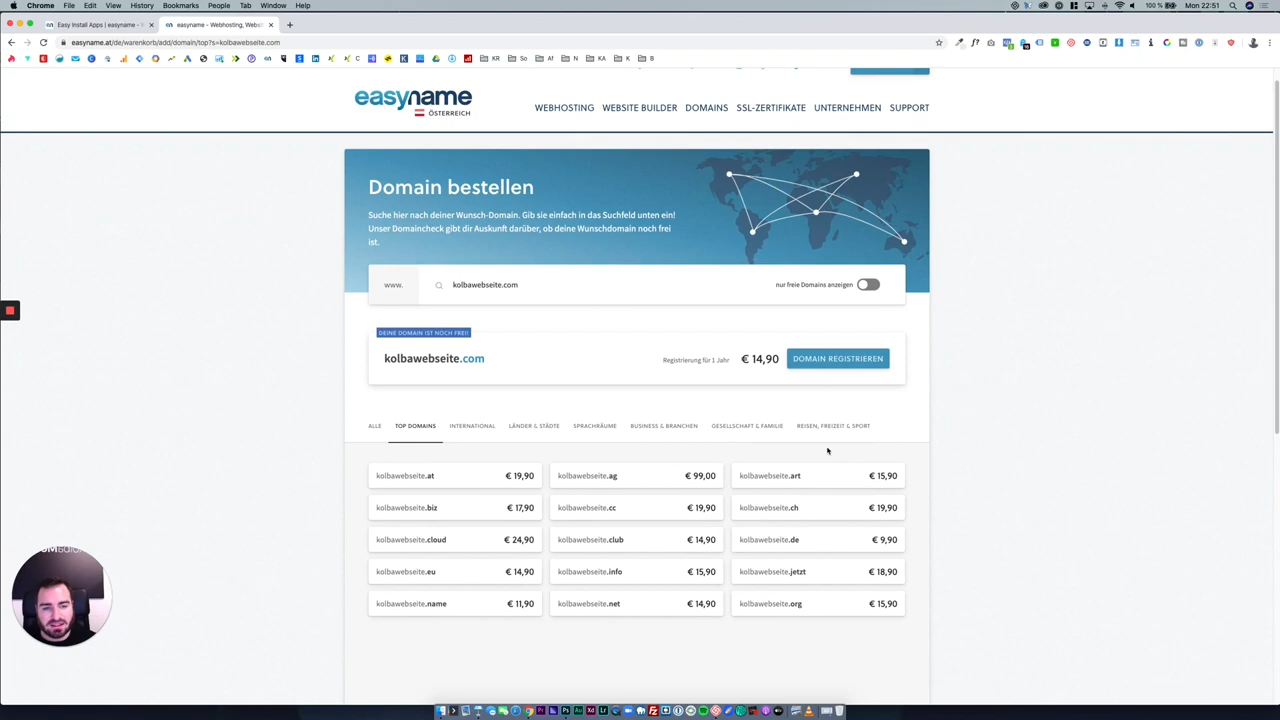 Chrome File Edit View History Bookmarks People Tab Window Help
100 % Mon 22:51
Easy Install Apps | easyname -
easyname - Webhosting, Websi
easyname.at/de/warenkorb/add/domain/top?s=kolbawebseite.com
KR So Af N KA K B
easyname
ÖSTERREICH
WEBHOSTING WEBSITE BUILDER DOMAINS SSL-ZERTIFIKATE UNTERNEHMEN SUPPORT
Domain bestellen
Suche hier nach deiner Wunsch-Domain. Gib sie einfach in das Suchfeld unten ein!
Unser Domaincheck gibt dir Auskunft darüber, ob deine Wunschdomain noch frei
ist.
www. kolbawebseite.com nur freie Domains anzeigen
DEINE DOMAIN IST NOCH FREI!
kolbawebseite.com Registrierung für 1 Jahr € 14,90 DOMAIN REGISTRIEREN
ALLE TOP DOMAINS INTERNATIONAL LÄNDER & STÄDTE SPRACHRÄUME BUSINESS & BRANCHEN GESELLSCHAFT & FAMILIE REISEN, FREIZEIT & SPORT
kolbawebseite.at € 19,90 kolbawebseite.ag € 99,00 kolbawebseite.art € 15,90
kolbawebseite.biz € 17,90 kolbawebseite.cc € 19,90 kolbawebseite.ch € 19,90
kolbawebseite.cloud € 24,90 kolbawebseite.club € 14,90 kolbawebseite.de € 9,90
kolbawebseite.eu € 14,90 kolbawebseite.info € 15,90 kolbawebseite.jetzt € 18,90
kolbawebseite.name € 11,90 kolbawebseite.net € 14,90 kolbawebseite.org € 15,90